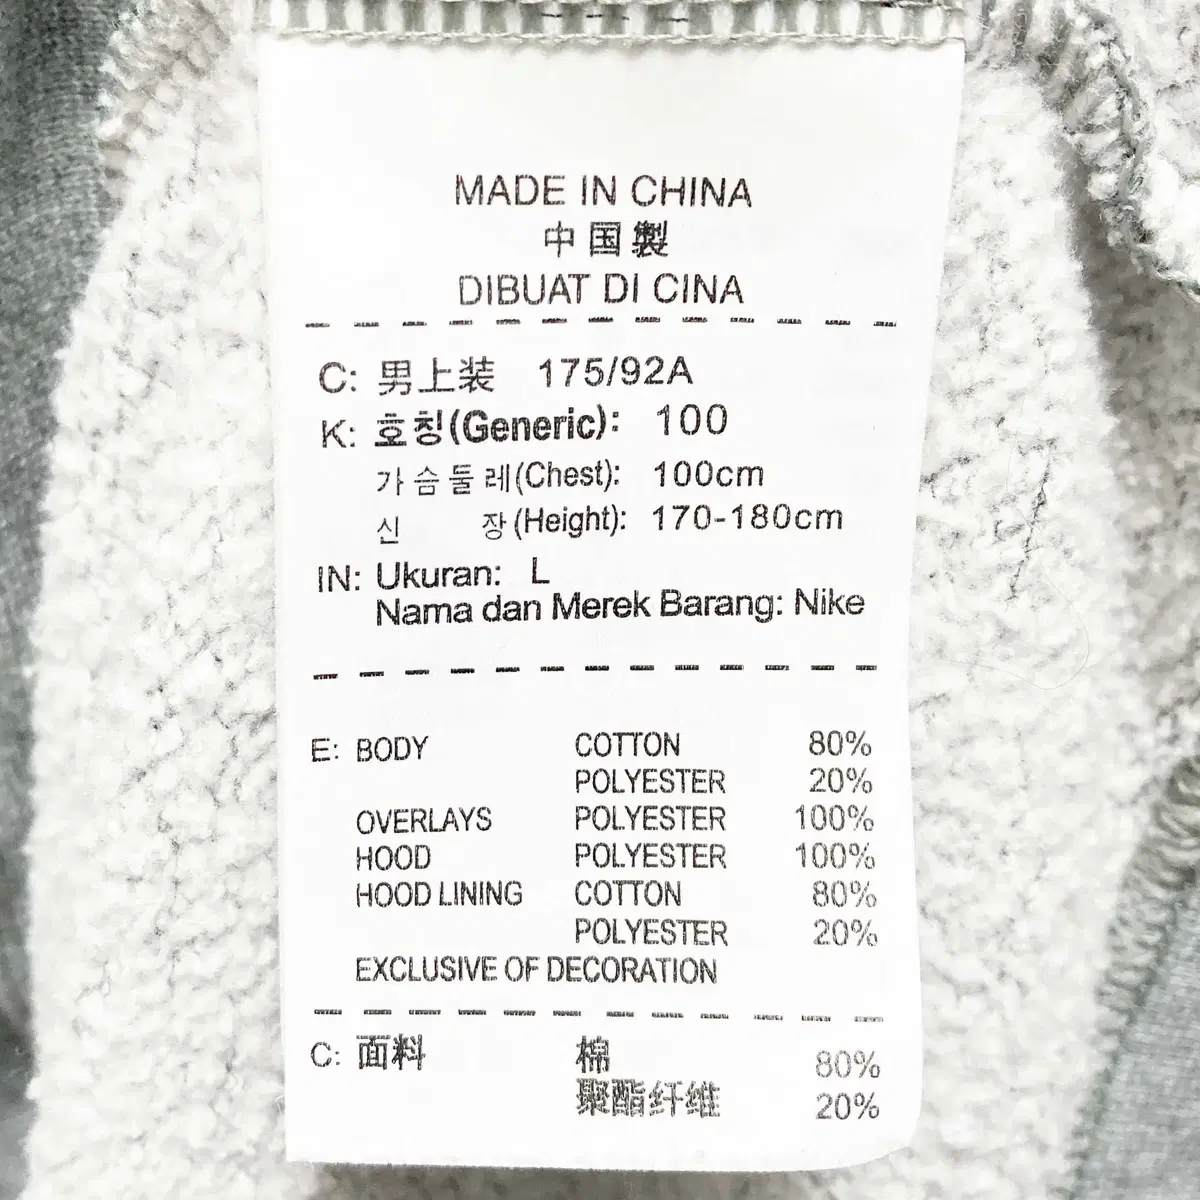 MADE IN CHINA
中国製
DIBUAT DI CINA
C: 男上装 175/92A
K: 호칭(Generic): 100
가슴둘레(Chest): 100cm
신 장(Height): 170-180cm
IN: Ukuran: L
Nama dan Merek Barang: Nike
E: BODY COTTON 80%
POLYESTER 20%
OVERLAYS POLYESTER 100%
HOOD POLYESTER 100%
HOOD LINING COTTON 80%
POLYESTER 20%
EXCLUSIVE OF DECORATION
C: 面料 棉 80%
聚酯纤维 20%